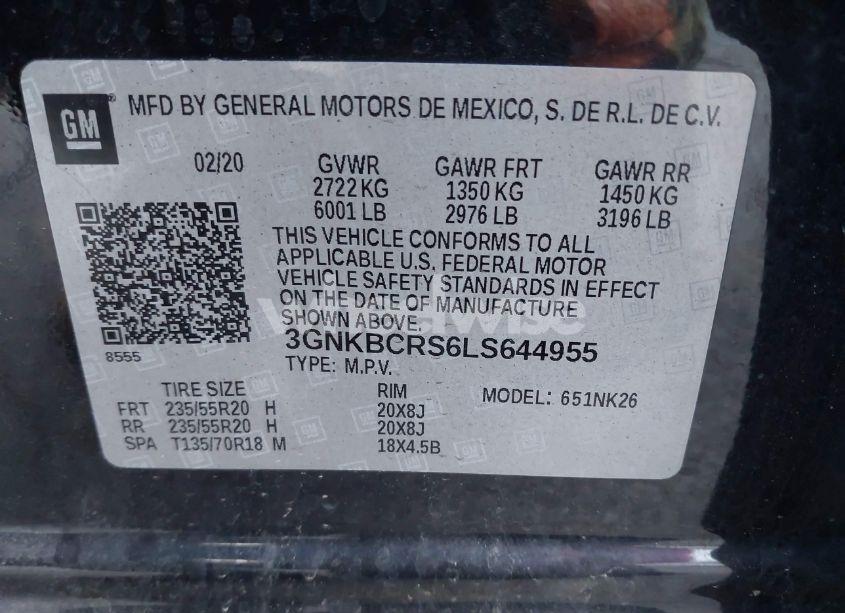 GM
MFD BY GENERAL MOTORS DE MEXICO, S. DE R.L. DE C.V.
02/20 GVWR GAWR FRT GAWR RR
2722 KG 1350 KG 1450 KG
6001 LB 2976 LB 3196 LB
THIS VEHICLE CONFORMS TO ALL
APPLICABLE U.S. FEDERAL MOTOR
VEHICLE SAFETY STANDARDS IN EFFECT
ON THE DATE OF MANUFACTURE
SHOWN ABOVE.
8555
3GNKBCRS6LS644955
TYPE: M.P.V.
TIRE SIZE RIM MODEL: 651NK26
FRT 235/55R20 H 20X8J
RR 235/55R20 H 20X8J
SPA T135/70R18 M 18X4.5B